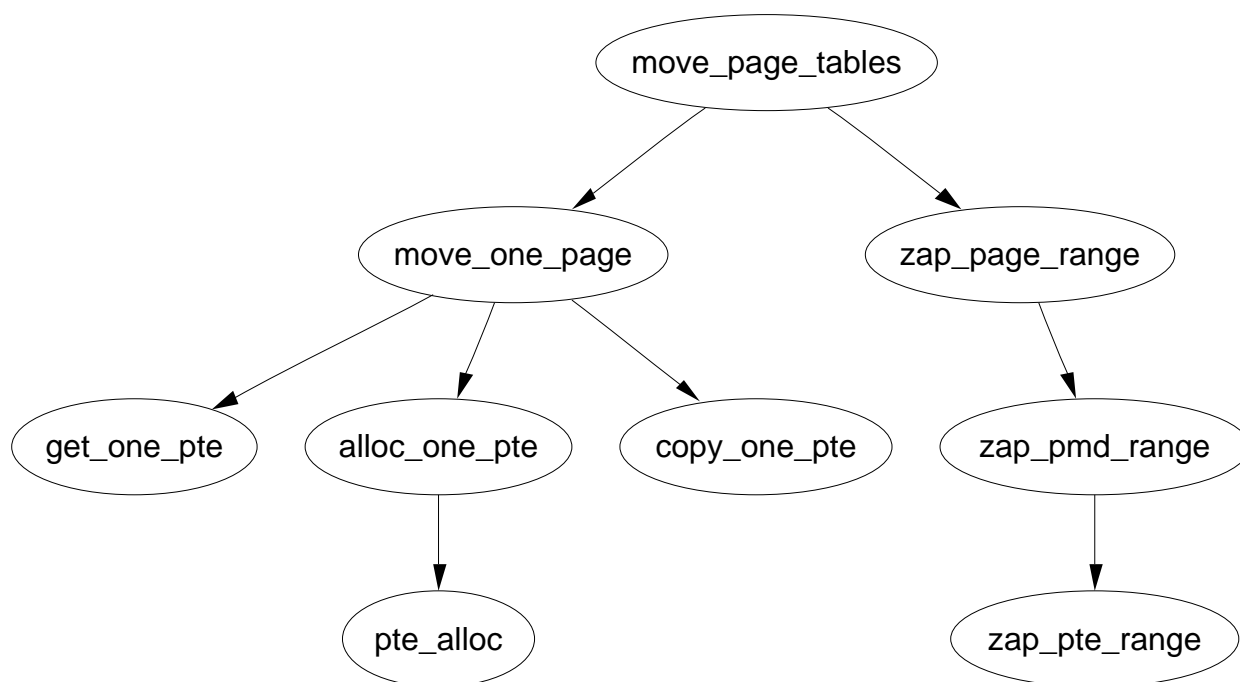 move_page_tables
move_one_page
zap_page_range
get_one_pte
alloc_one_pte
copy_one_pte
zap_pmd_range
pte_alloc
zap_pte_range